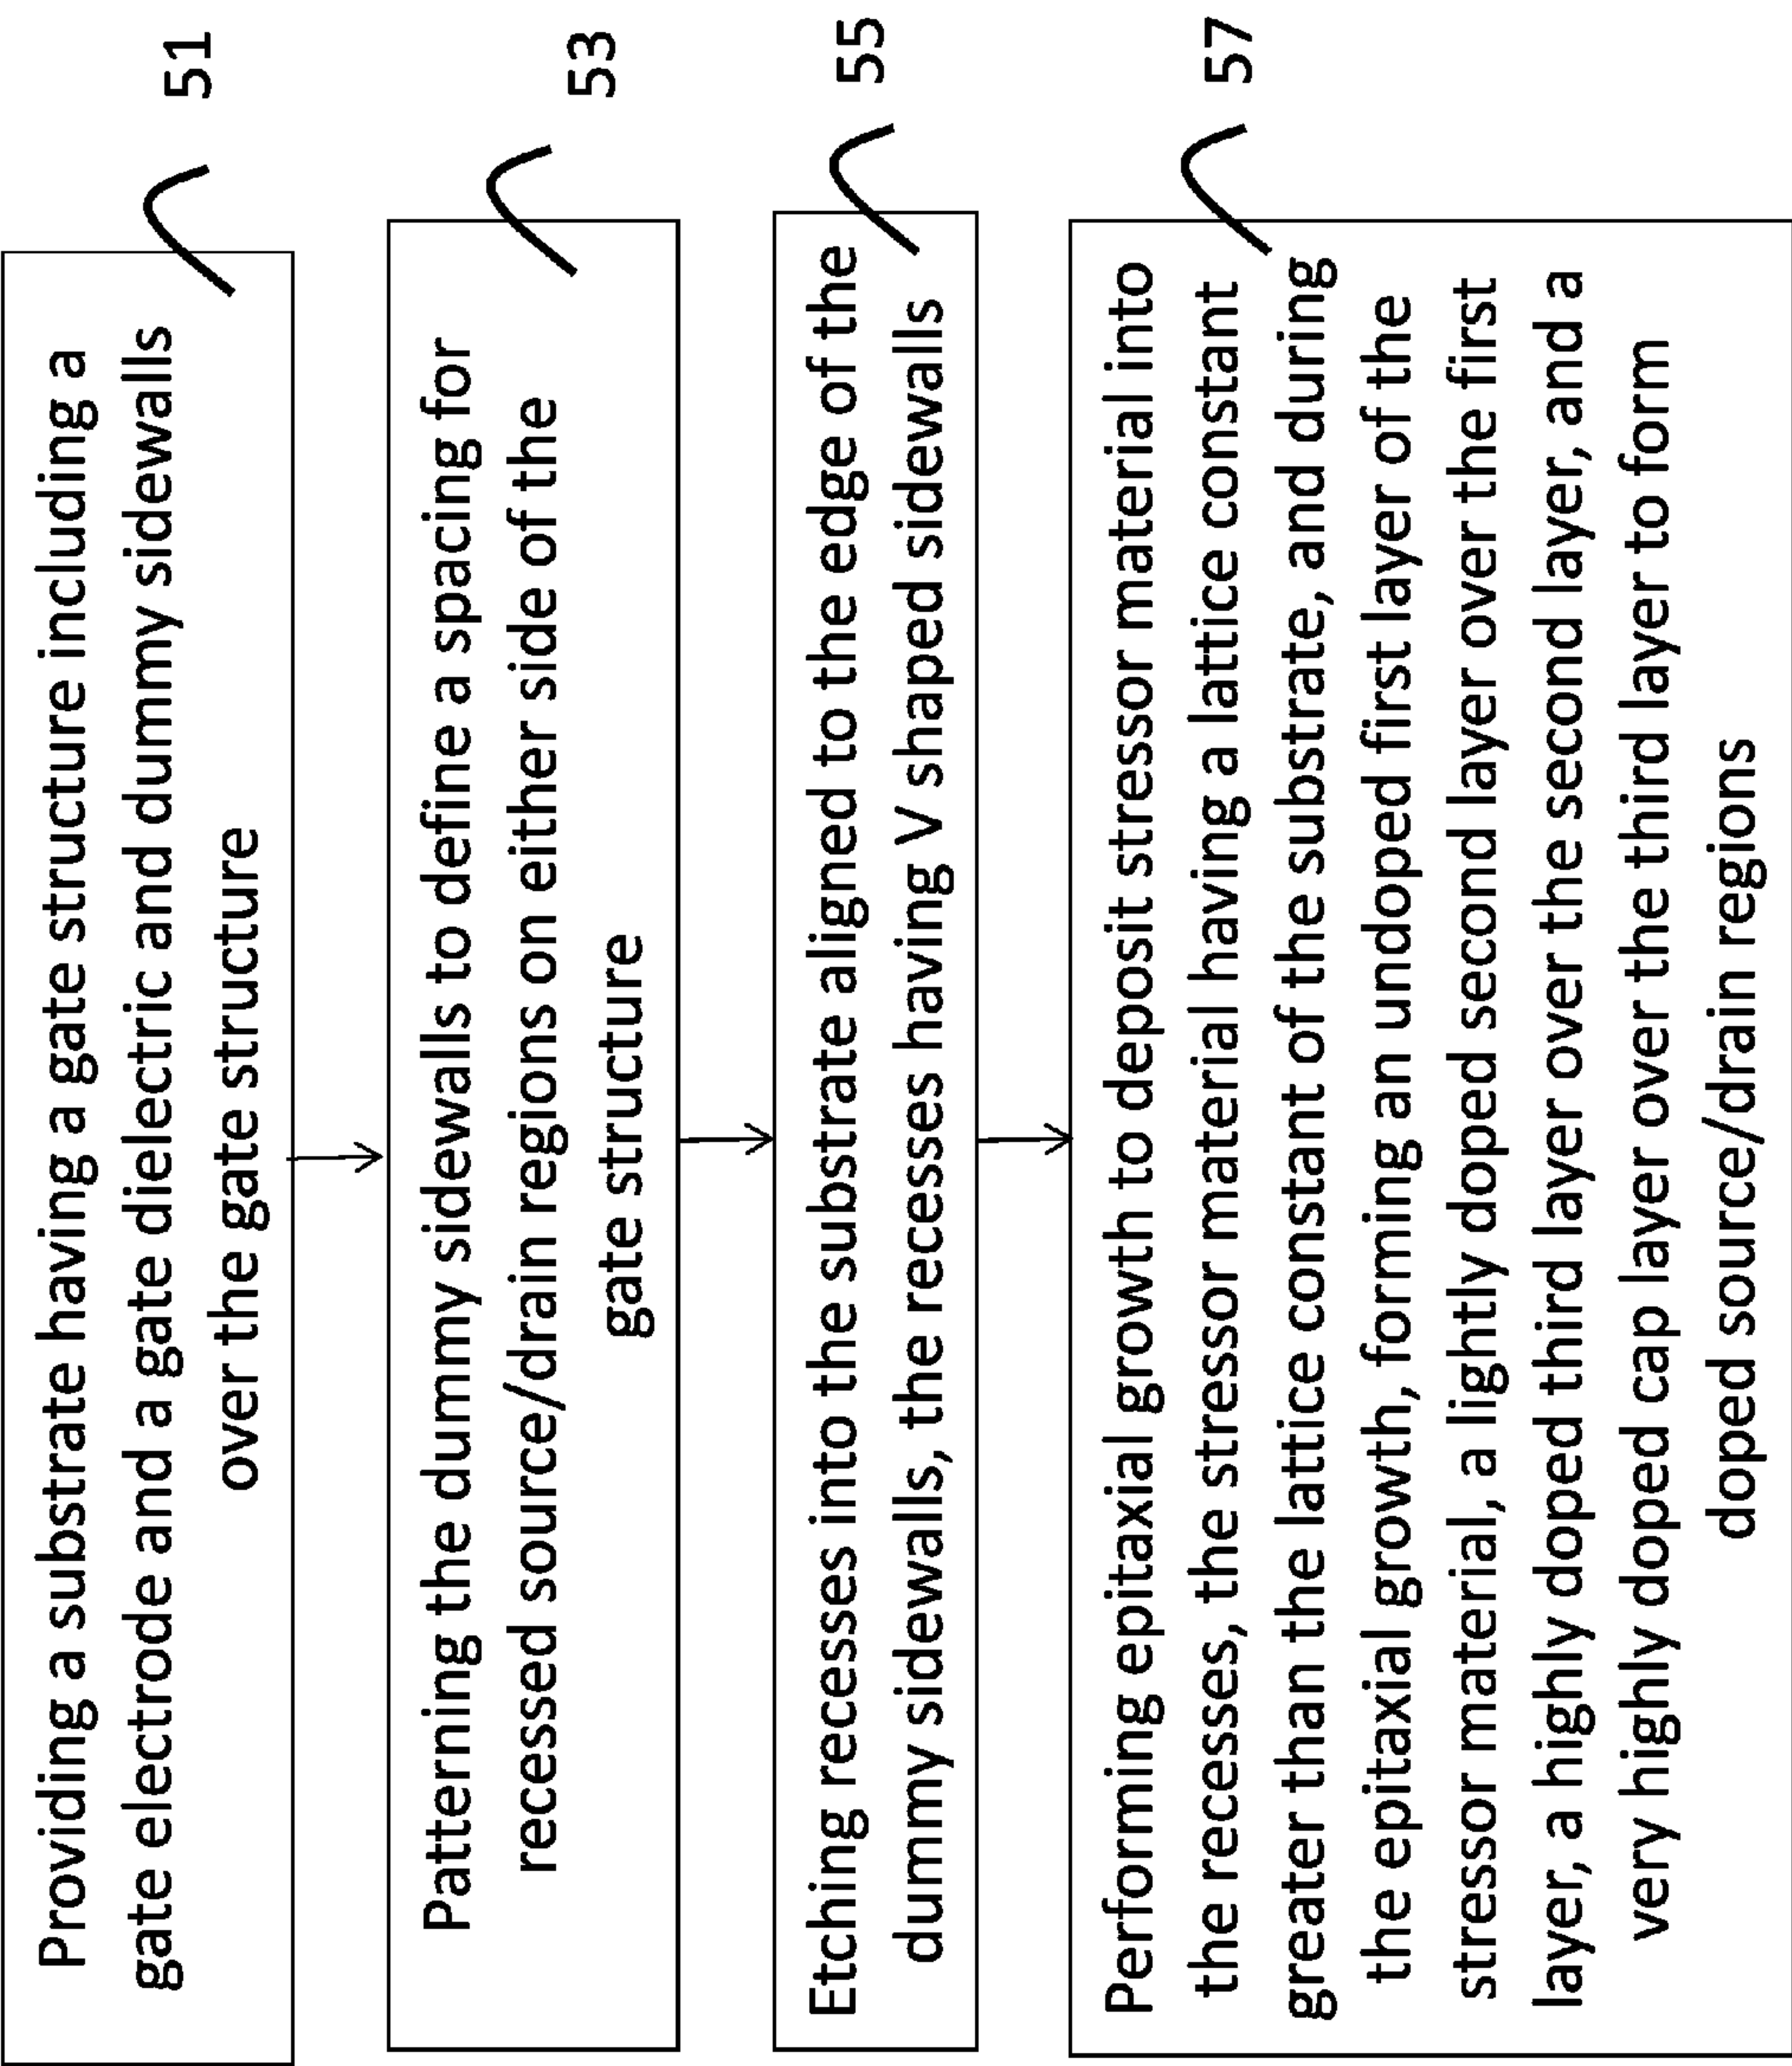 Providing a substrate having a gate structure including a
gate electrode and a gate dielectric and dummy sidewalls
over the gate structure
51
Patterning the dummy sidewalls to define a spacing for
recessed source/drain regions on either side of the
gate structure
53
Etching recesses into the substrate aligned to the edge of the
dummy sidewalls, the recesses having V shaped sidewalls
55
Performing epitaxial growth to deposit stressor material into
the recesses, the stressor material having a lattice constant
greater than the lattice constant of the substrate, and during
the epitaxial growth, forming an undoped first layer of the
stressor material, a lightly doped second layer over the first
layer, a highly doped third layer over the second layer, and a
very highly doped cap layer over the third layer to form
doped source/drain regions
57